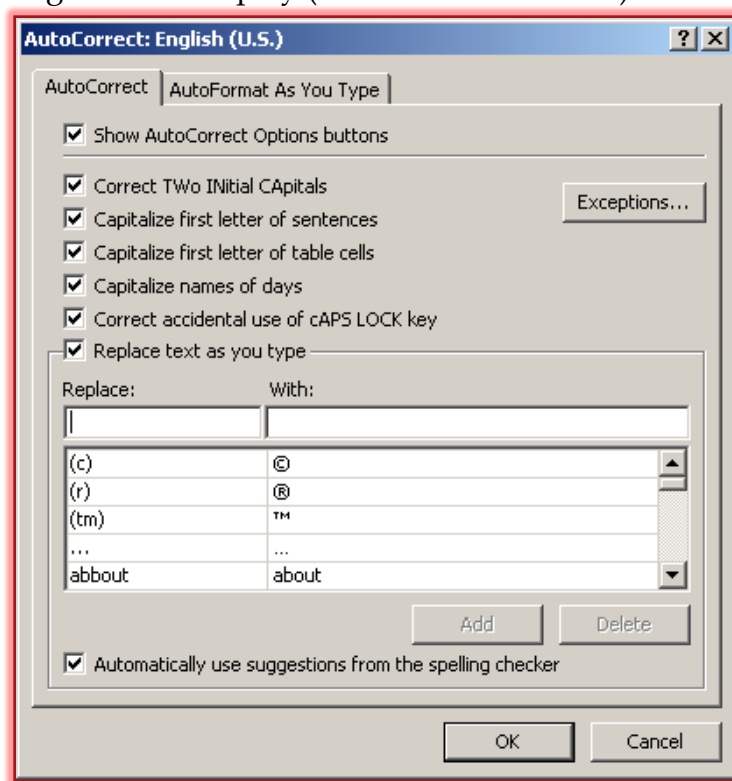 AutoCorrect: English (U.S.)
AutoCorrect AutoFormat As You Type
Show AutoCorrect Options buttons
Correct TWo INitial CApitals
Exceptions...
Capitalize first letter of sentences
Capitalize first letter of table cells
Capitalize names of days
Correct accidental use of cAPS LOCK key
Replace text as you type
Replace: With:
(c) ©
(r) ®
(tm) ™
... ...
abbout about
Add Delete
Automatically use suggestions from the spelling checker
OK Cancel